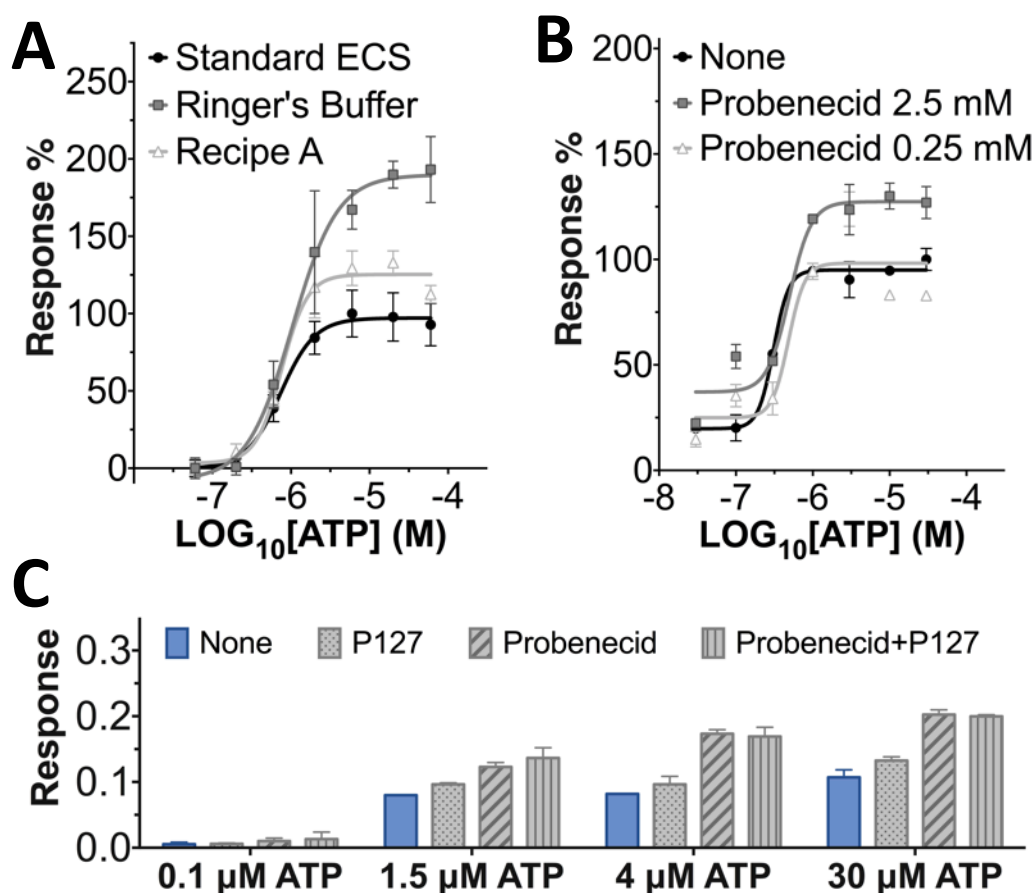 A
Standard ECS
Ringer's Buffer
Recipe A
Response %
250
200
150
100
50
0
-7
-6
-5
-4
LOG10[ATP] (M)
B
None
Probenecid 2.5 mM
Probenecid 0.25 mM
Response %
200
150
100
50
0
-8
-7
-6
-5
-4
LOG10[ATP] (M)
C
None
P127
Probenecid
Probenecid+P127
Response
0.3
0.2
0.1
0.0
0.1 µM ATP
1.5 µM ATP
4 µM ATP
30 µM ATP